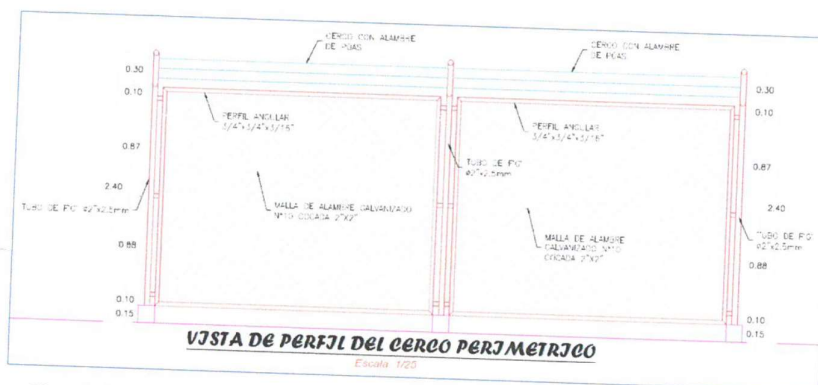 CERCO CON ALAMBRE
DE PÚAS
CERCO CON ALAMBRE
DE PÚAS
0.30
0.10
0.87
2.40
0.88
0.10
0.15
TUBO DE FºGº ø2"x2.5mm
PERFIL ANGULAR
3/4"x3/4"x3/16"
MALLA DE ALAMBRE GALVANIZADO
Nº10 COCADA 2"X2"
TUBO DE FºGº
ø2"x2.5mm
PERFIL ANGULAR
3/4"x3/4"x3/16"
MALLA DE ALAMBRE
GALVANIZADO Nº10
COCADA 2"X2"
0.30
0.10
0.87
2.40
TUBO DE FºGº
ø2"x2.5mm
0.88
0.10
0.15
VISTA DE PERFIL DEL CERCO PERIMETRICO
Escala 1/25